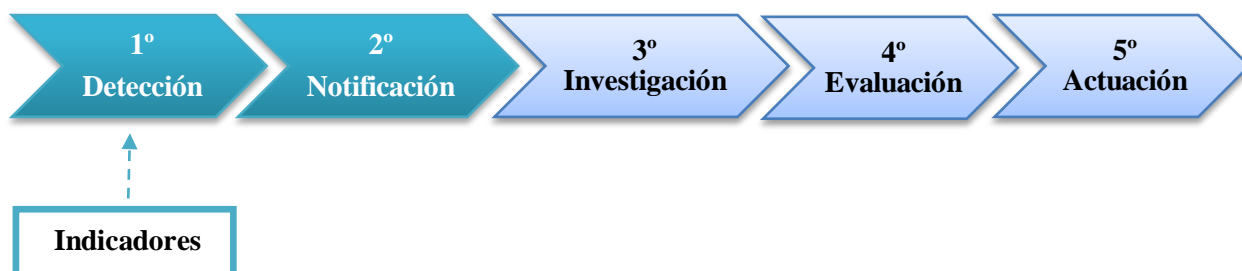 1º
Detección
2º
Notificación
3º
Investigación
4º
Evaluación
5º
Actuación
Indicadores